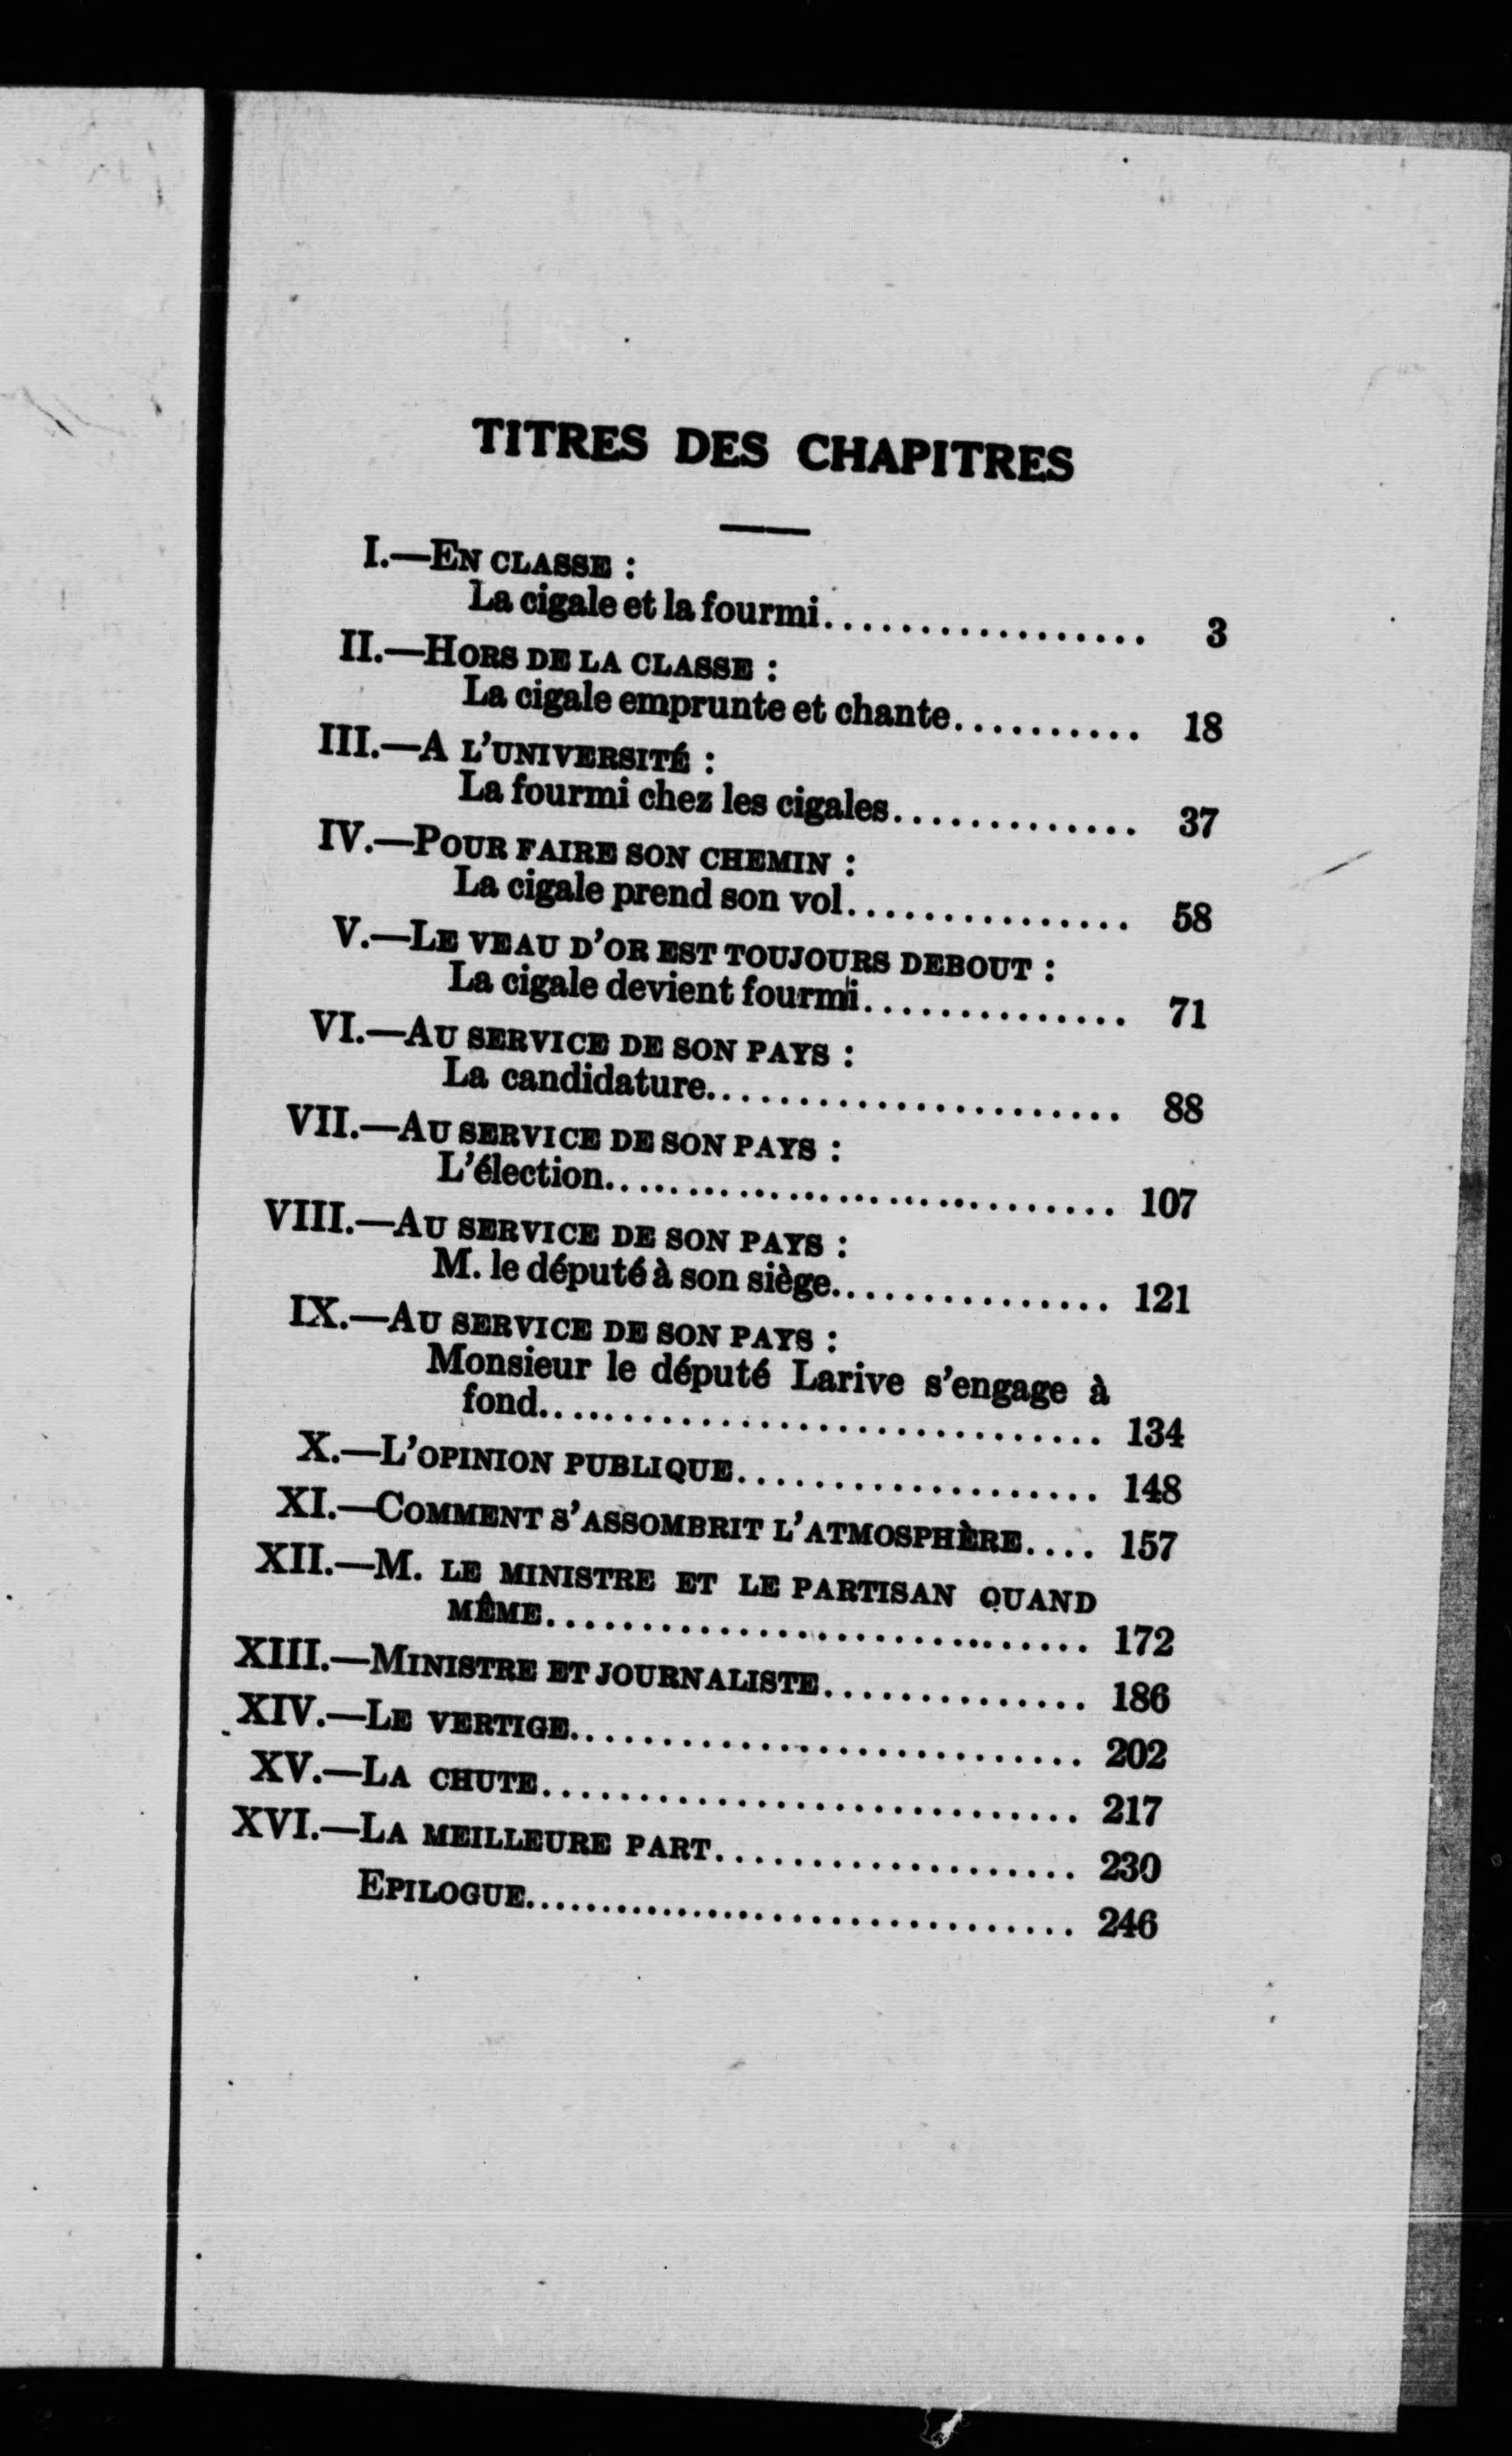 TITRES DES CHAPITRES
I.—EN CLASSE :
La cigale et la fourmi................. 3
II.—HORS DE LA CLASSE :
La cigale emprunte et chante.......... 18
III.—A L'UNIVERSITÉ :
La fourmi chez les cigales............. 37
IV.—POUR FAIRE SON CHEMIN :
La cigale prend son vol............... 58
V.—LE VEAU D'OR EST TOUJOURS DEBOUT :
La cigale devient fourmi.............. 71
VI.—AU SERVICE DE SON PAYS :
La candidature...................... 88
VII.—AU SERVICE DE SON PAYS :
L'élection........................... 107
VIII.—AU SERVICE DE SON PAYS :
M. le député à son siège............... 121
IX.—AU SERVICE DE SON PAYS :
Monsieur le député Larive s'engage à
fond.............................. 134
X.—L'OPINION PUBLIQUE................... 148
XI.—COMMENT S'ASSOMBRIT L'ATMOSPHÈRE.... 157
XII.—M. LE MINISTRE ET LE PARTISAN QUAND
MÊME............................. 172
XIII.—MINISTRE ET JOURNALISTE.............. 186
XIV.—LE VERTIGE........................... 202
XV.—LA CHUTE............................ 217
XVI.—LA MEILLEURE PART................... 230
EPILOGUE............................... 246